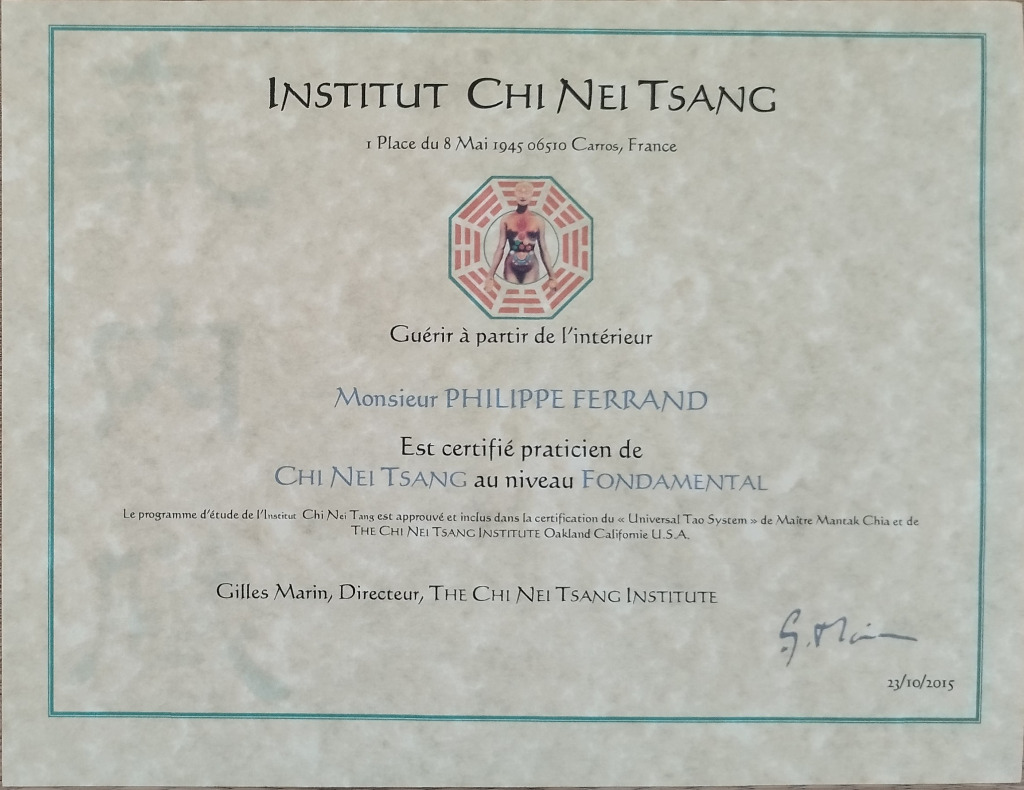 INSTITUT CHI NEI TSANG
1 Place du 8 Mai 1945 06510 Carros, France
Guérir à partir de l'intérieur
Monsieur PHILIPPE FERRAND
Est certifié praticien de
CHI NEI TSANG au niveau FONDAMENTAL
Le programme d'étude de l'Institut Chi Nei Tang est approuvé et inclus dans la certification du « Universal Tao System » de Maître Mantak Chia et de
THE CHI NEI TSANG INSTITUTE Oakland Californie U.S.A.
Gilles Marin, Directeur, THE CHI NEI TSANG INSTITUTE
G. Marin
23/10/2015